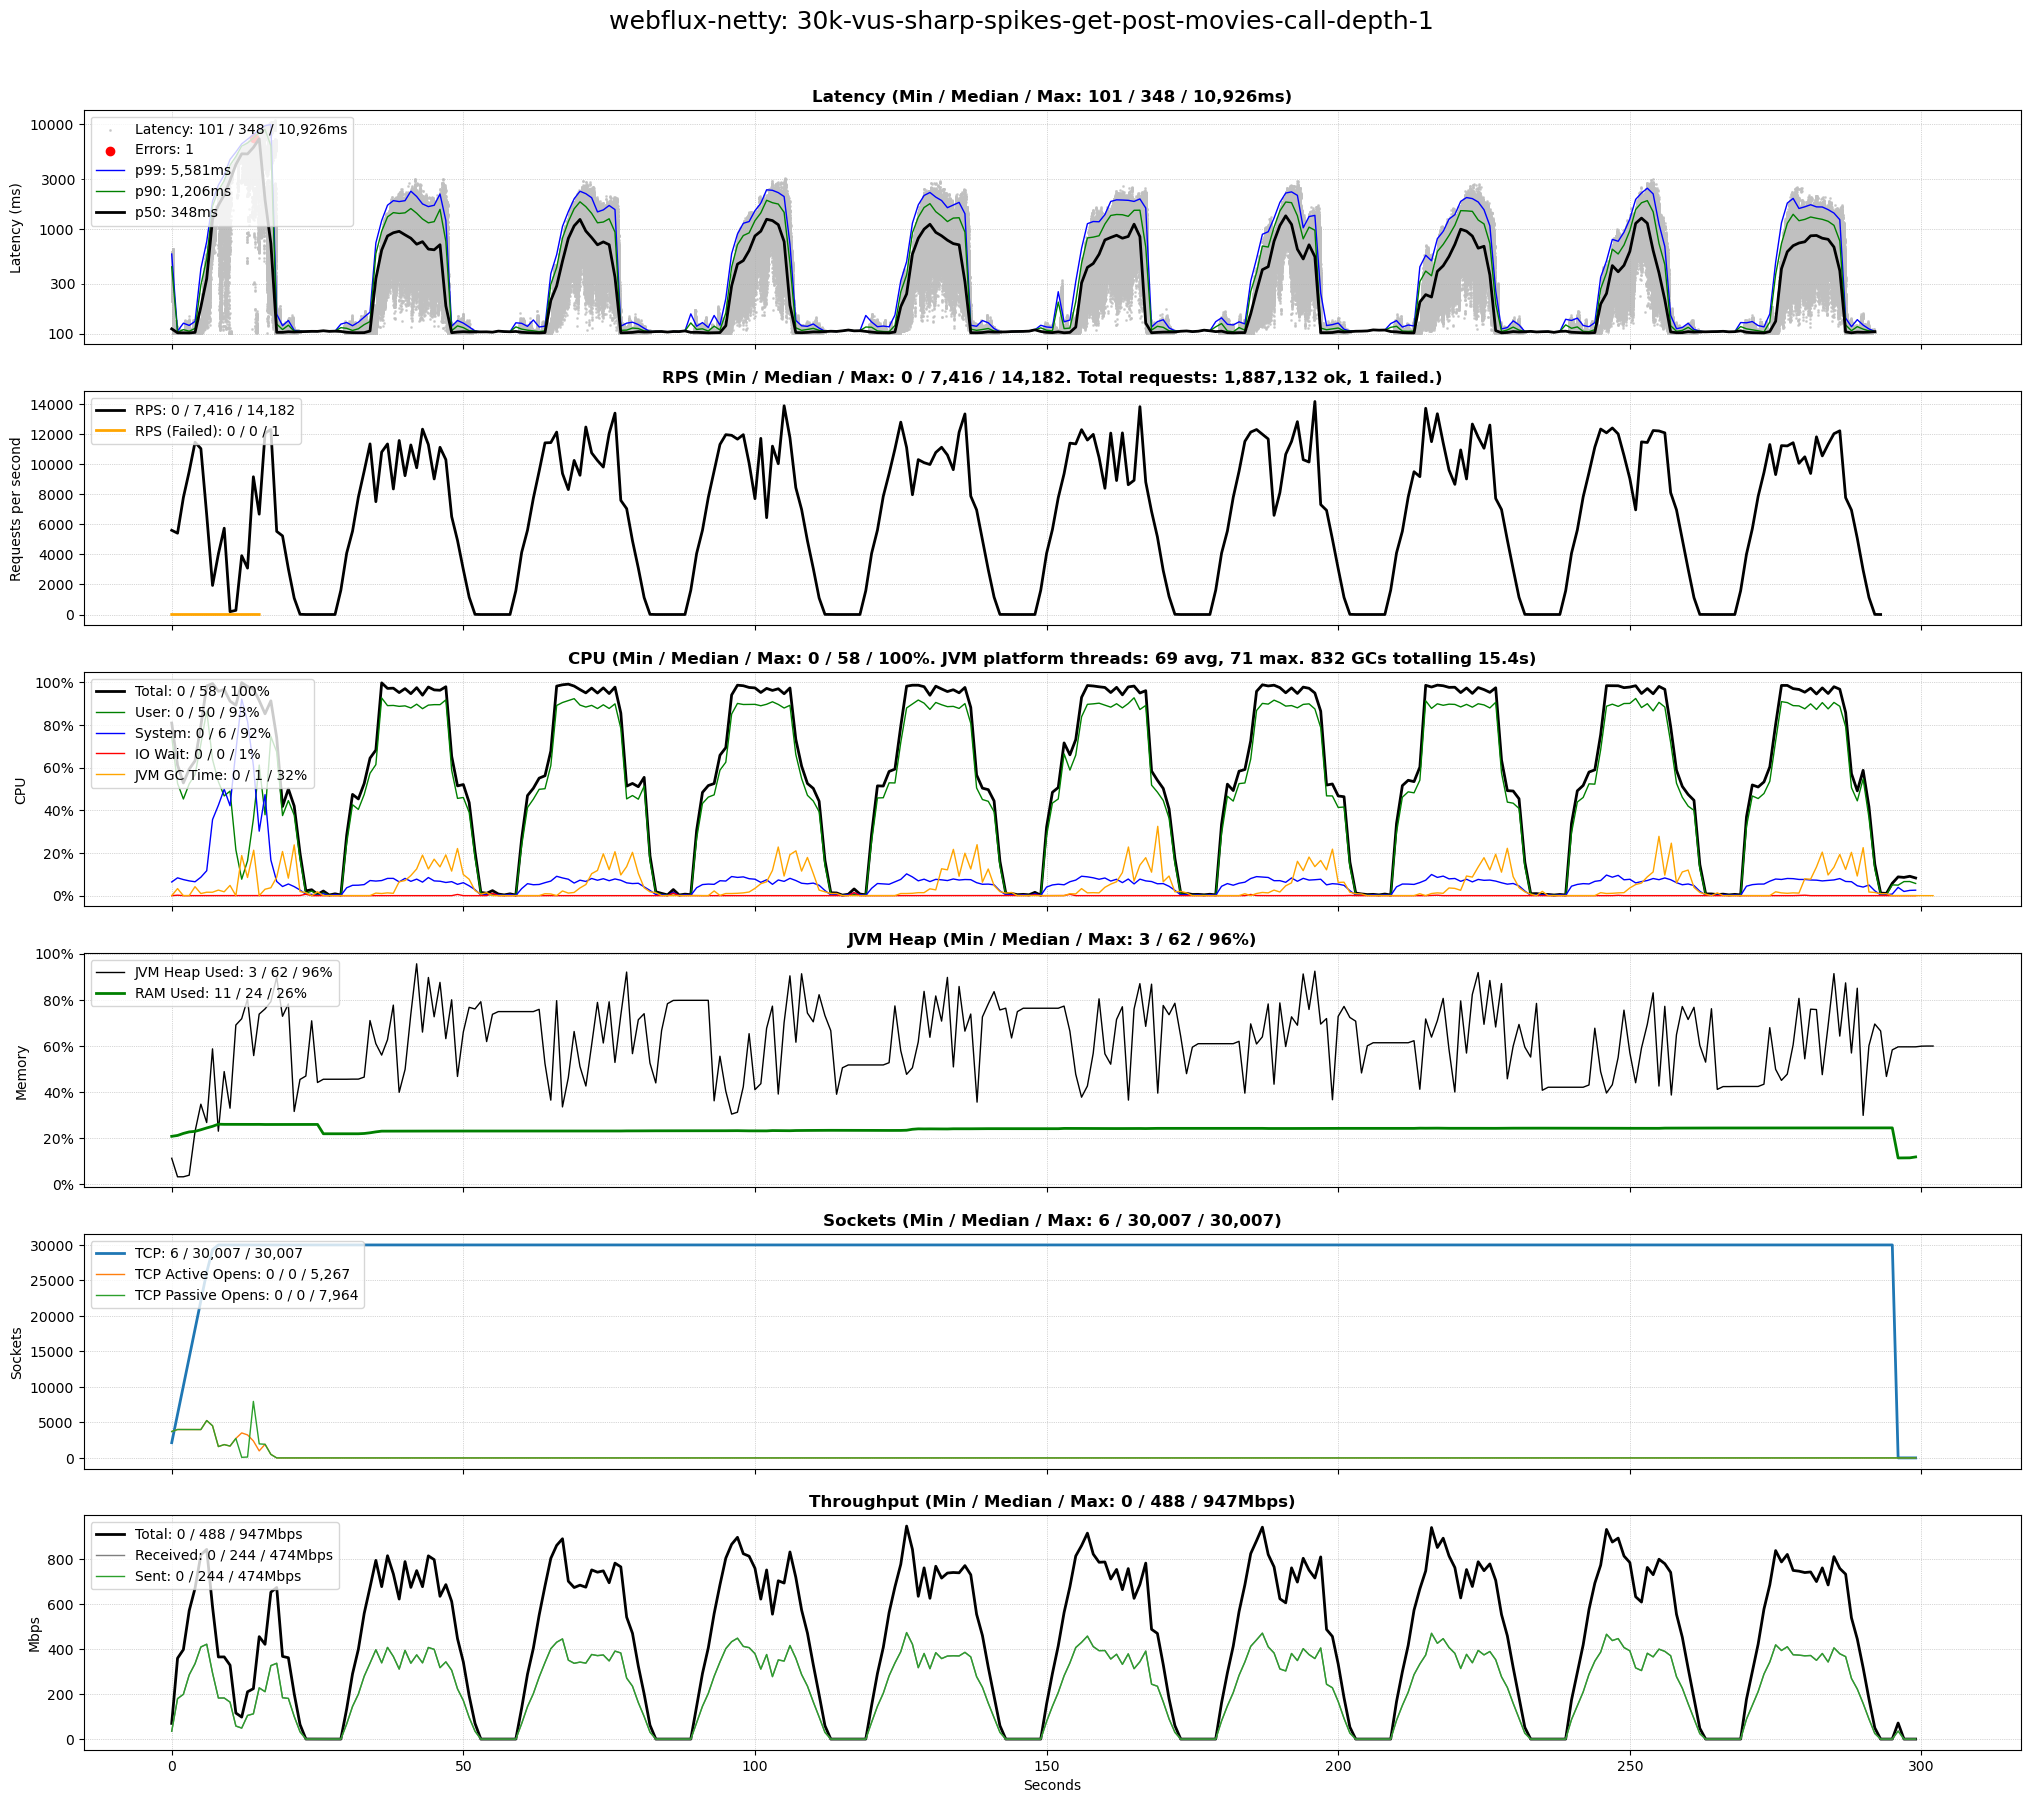 webflux-netty: 30k-vus-sharp-spikes-get-post-movies-call-depth-1
Latency (Min / Median / Max: 101 / 348 / 10,926ms)
Latency (ms)
10000
3000
1000
300
100
Latency: 101 / 348 / 10,926ms
Errors: 1
p99: 5,581ms
p90: 1,206ms
p50: 348ms
RPS (Min / Median / Max: 0 / 7,416 / 14,182. Total requests: 1,887,132 ok, 1 failed.)
Requests per second
14000
12000
10000
8000
6000
4000
2000
0
RPS: 0 / 7,416 / 14,182
RPS (Failed): 0 / 0 / 1
CPU (Min / Median / Max: 0 / 58 / 100%. JVM platform threads: 69 avg, 71 max. 832 GCs totalling 15.4s)
CPU
100%
80%
60%
40%
20%
0%
Total: 0 / 58 / 100%
User: 0 / 50 / 93%
System: 0 / 6 / 92%
IO Wait: 0 / 0 / 1%
JVM GC Time: 0 / 1 / 32%
JVM Heap (Min / Median / Max: 3 / 62 / 96%)
Memory
100%
80%
60%
40%
20%
0%
JVM Heap Used: 3 / 62 / 96%
RAM Used: 11 / 24 / 26%
Sockets (Min / Median / Max: 6 / 30,007 / 30,007)
Sockets
30000
25000
20000
15000
10000
5000
0
TCP: 6 / 30,007 / 30,007
TCP Active Opens: 0 / 0 / 5,267
TCP Passive Opens: 0 / 0 / 7,964
Throughput (Min / Median / Max: 0 / 488 / 947Mbps)
Mbps
800
600
400
200
0
Total: 0 / 488 / 947Mbps
Received: 0 / 244 / 474Mbps
Sent: 0 / 244 / 474Mbps
0 50 100 150 200 250 300
Seconds